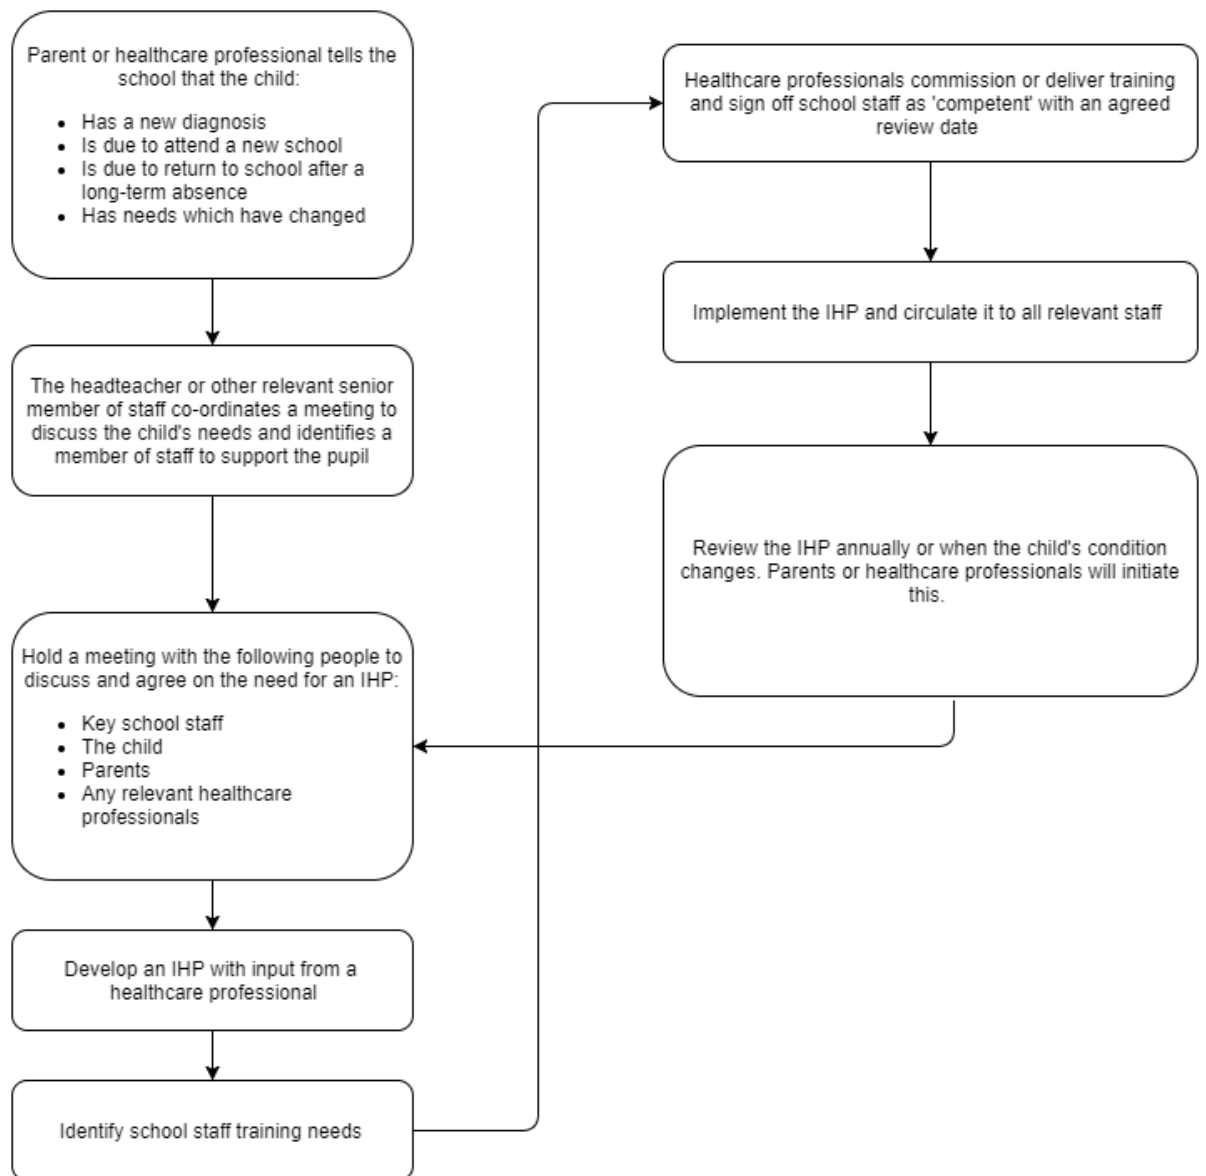 Parent or healthcare professional tells the
school that the child:
• Has a new diagnosis
• Is due to attend a new school
• Is due to return to school after a
long-term absence
• Has needs which have changed
The headteacher or other relevant senior
member of staff co-ordinates a meeting to
discuss the child's needs and identifies a
member of staff to support the pupil
Hold a meeting with the following people to
discuss and agree on the need for an IHP:
• Key school staff
• The child
• Parents
• Any relevant healthcare
professionals
Develop an IHP with input from a
healthcare professional
Identify school staff training needs
Healthcare professionals commission or deliver training
and sign off school staff as 'competent' with an agreed
review date
Implement the IHP and circulate it to all relevant staff
Review the IHP annually or when the child's condition
changes. Parents or healthcare professionals will initiate
this.